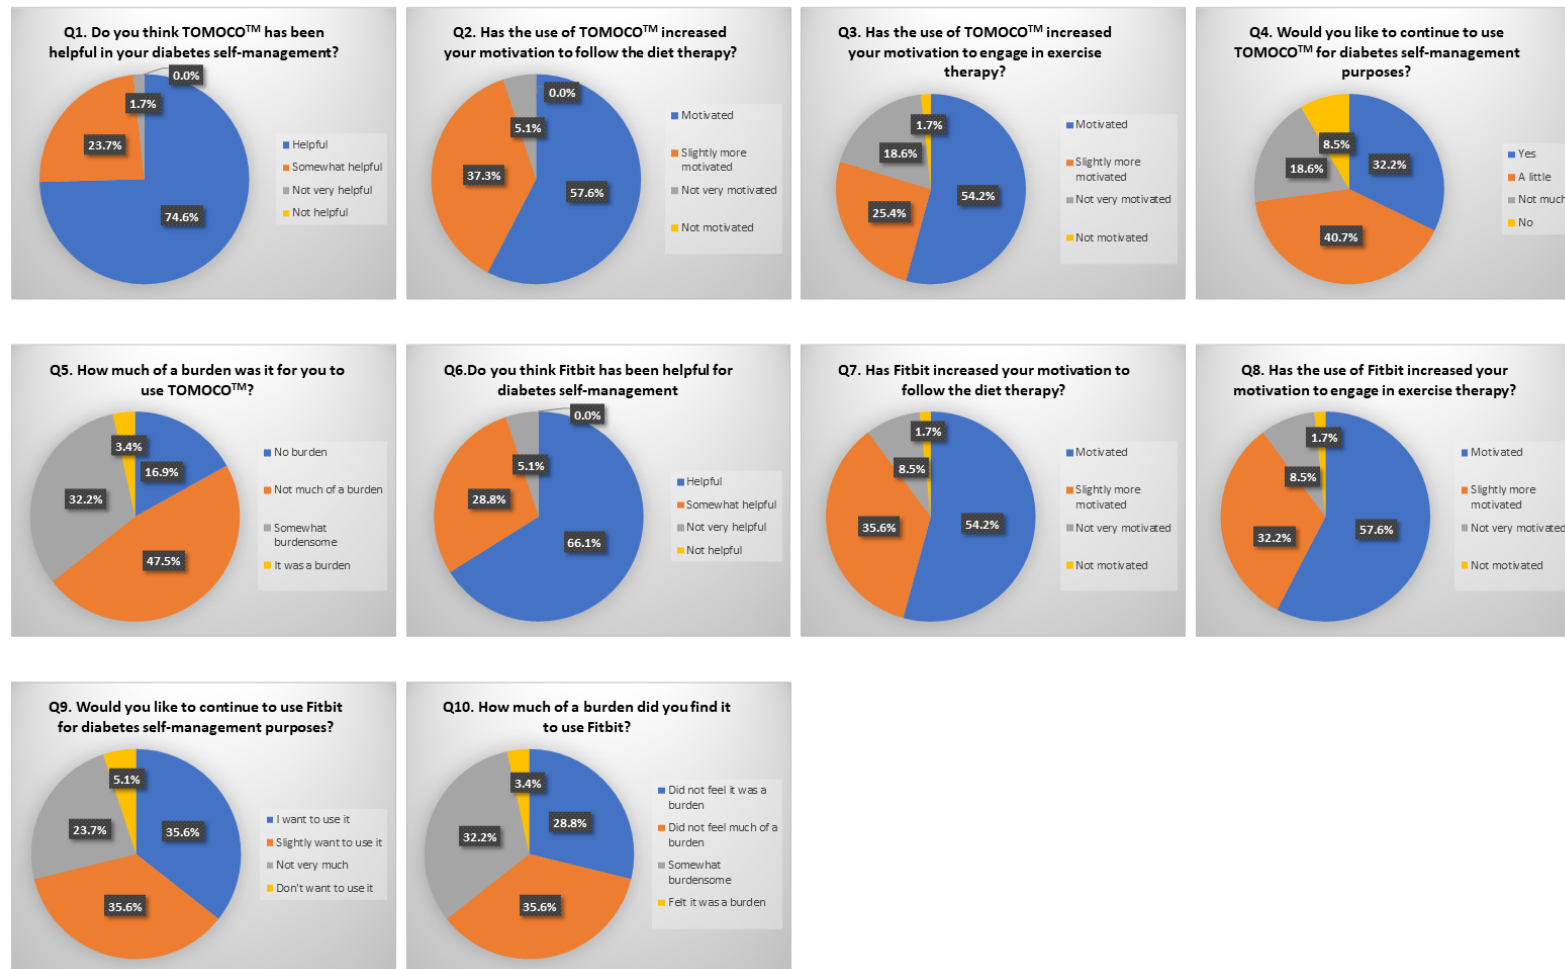 Q1. Do you think TOMOCO™ has been
helpful in your diabetes self-management?
0.0%
1.7%
23.7%
74.6%
Helpful
Somewhat helpful
Not very helpful
Not helpful
Q2. Has the use of TOMOCO™ increased
your motivation to follow the diet therapy?
0.0%
5.1%
37.3%
57.6%
Motivated
Slightly more
motivated
Not very motivated
Not motivated
Q3. Has the use of TOMOCO™ increased
your motivation to engage in exercise
therapy?
1.7%
18.6%
54.2%
25.4%
Motivated
Slightly more
motivated
Not very motivated
Not motivated
Q4. Would you like to continue to use
TOMOCO™ for diabetes self-management
purposes?
8.5%
32.2%
18.6%
40.7%
Yes
A little
Not much
No
Q5. How much of a burden was it for you to
use TOMOCO™?
3.4%
16.9%
32.2%
47.5%
No burden
Not much of a burden
Somewhat
burdensome
It was a burden
Q6.Do you think Fitbit has been helpful for
diabetes self-management
0.0%
5.1%
28.8%
66.1%
Helpful
Somewhat helpful
Not very helpful
Not helpful
Q7. Has Fitbit increased your motivation to
follow the diet therapy?
1.7%
8.5%
35.6%
54.2%
Motivated
Slightly more
motivated
Not very motivated
Not motivated
Q8. Has the use of Fitbit increased your
motivation to engage in exercise therapy?
1.7%
8.5%
32.2%
57.6%
Motivated
Slightly more
motivated
Not very motivated
Not motivated
Q9. Would you like to continue to use Fitbit
for diabetes self-management purposes?
5.1%
23.7%
35.6%
35.6%
I want to use it
Slightly want to use it
Not very much
Don't want to use it
Q10. How much of a burden did you find it
to use Fitbit?
3.4%
28.8%
32.2%
35.6%
Did not feel it was a
burden
Did not feel much of a
burden
Somewhat
burdensome
Felt it was a burden